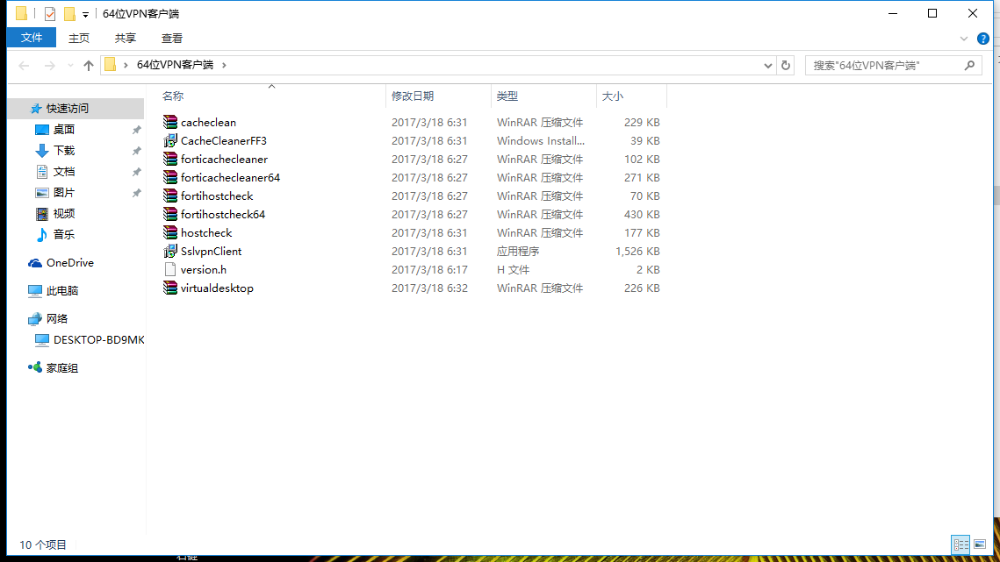 64位VPN客户端
文件 主页 共享 查看
64位VPN客户端 搜索"64位VPN客户端"
名称 修改日期 类型 大小
快速访问
桌面
下载
文档
图片
视频
音乐
OneDrive
此电脑
网络
DESKTOP-BD9MK
家庭组
cacheclean 2017/3/18 6:31 WinRAR 压缩文件 229 KB
CacheCleanerFF3 2017/3/18 6:31 Windows Install... 39 KB
forticachecleaner 2017/3/18 6:27 WinRAR 压缩文件 102 KB
forticachecleaner64 2017/3/18 6:27 WinRAR 压缩文件 271 KB
fortihostcheck 2017/3/18 6:27 WinRAR 压缩文件 70 KB
fortihostcheck64 2017/3/18 6:27 WinRAR 压缩文件 430 KB
hostcheck 2017/3/18 6:31 WinRAR 压缩文件 177 KB
SslvpnClient 2017/3/18 6:31 应用程序 1,526 KB
version.h 2017/3/18 6:17 H 文件 2 KB
virtualdesktop 2017/3/18 6:32 WinRAR 压缩文件 226 KB
10 个项目